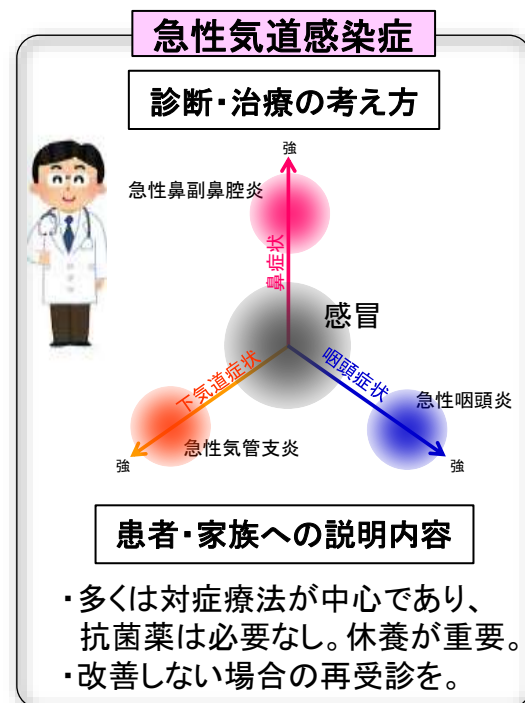 急性気道感染症
診断・治療の考え方
強
急性鼻副鼻腔炎
鼻症状
感冒
下気道症状
咽頭症状
急性咽頭炎
急性気管支炎
強
強
患者・家族への説明内容
・多くは対症療法が中心であり、
抗菌薬は必要なし。休養が重要。
・改善しない場合の再受診を。